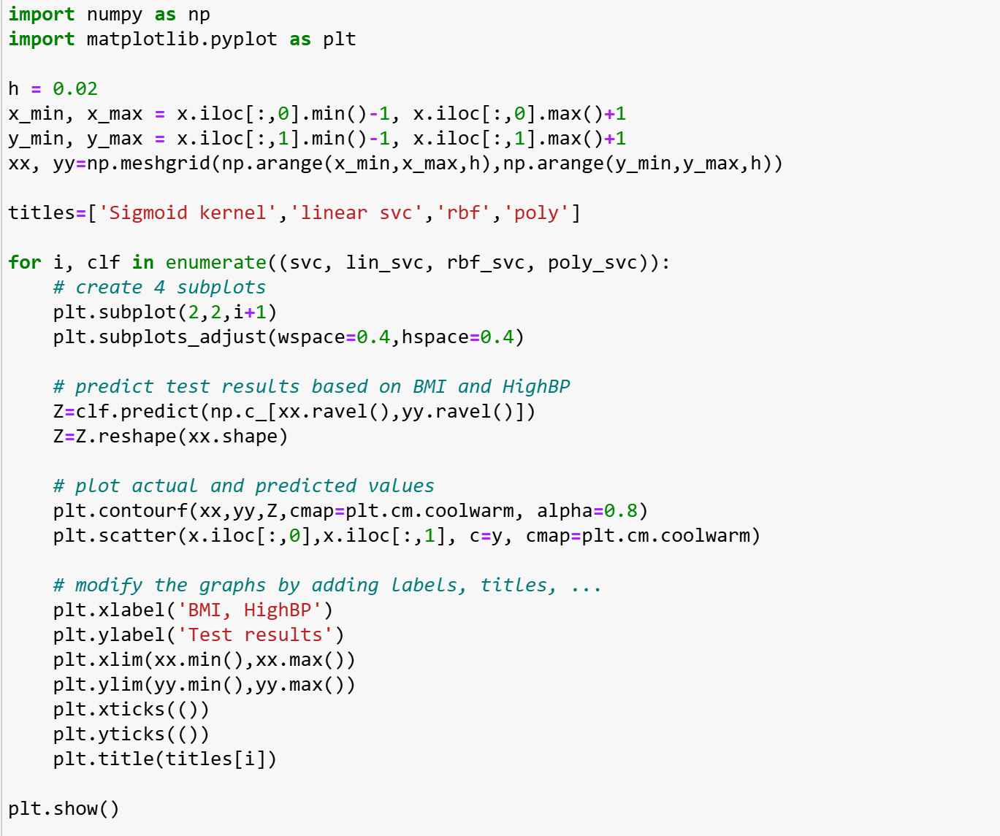 import numpy as np
import matplotlib.pyplot as plt

h = 0.02
x_min, x_max = x.iloc[:,0].min()-1, x.iloc[:,0].max()+1
y_min, y_max = x.iloc[:,1].min()-1, x.iloc[:,1].max()+1
xx, yy=np.meshgrid(np.arange(x_min,x_max,h),np.arange(y_min,y_max,h))

titles=['Sigmoid kernel','linear svc','rbf','poly']

for i, clf in enumerate((svc, lin_svc, rbf_svc, poly_svc)):
    # create 4 subplots
    plt.subplot(2,2,i+1)
    plt.subplots_adjust(wspace=0.4,hspace=0.4)

    # predict test results based on BMI and HighBP
    Z=clf.predict(np.c_[xx.ravel(),yy.ravel()])
    Z=Z.reshape(xx.shape)

    # plot actual and predicted values
    plt.contourf(xx,yy,Z,cmap=plt.cm.coolwarm, alpha=0.8)
    plt.scatter(x.iloc[:,0],x.iloc[:,1], c=y, cmap=plt.cm.coolwarm)

    # modify the graphs by adding labels, titles, ...
    plt.xlabel('BMI, HighBP')
    plt.ylabel('Test results')
    plt.xlim(xx.min(),xx.max())
    plt.ylim(yy.min(),yy.max())
    plt.xticks(())
    plt.yticks(())
    plt.title(titles[i])

plt.show()